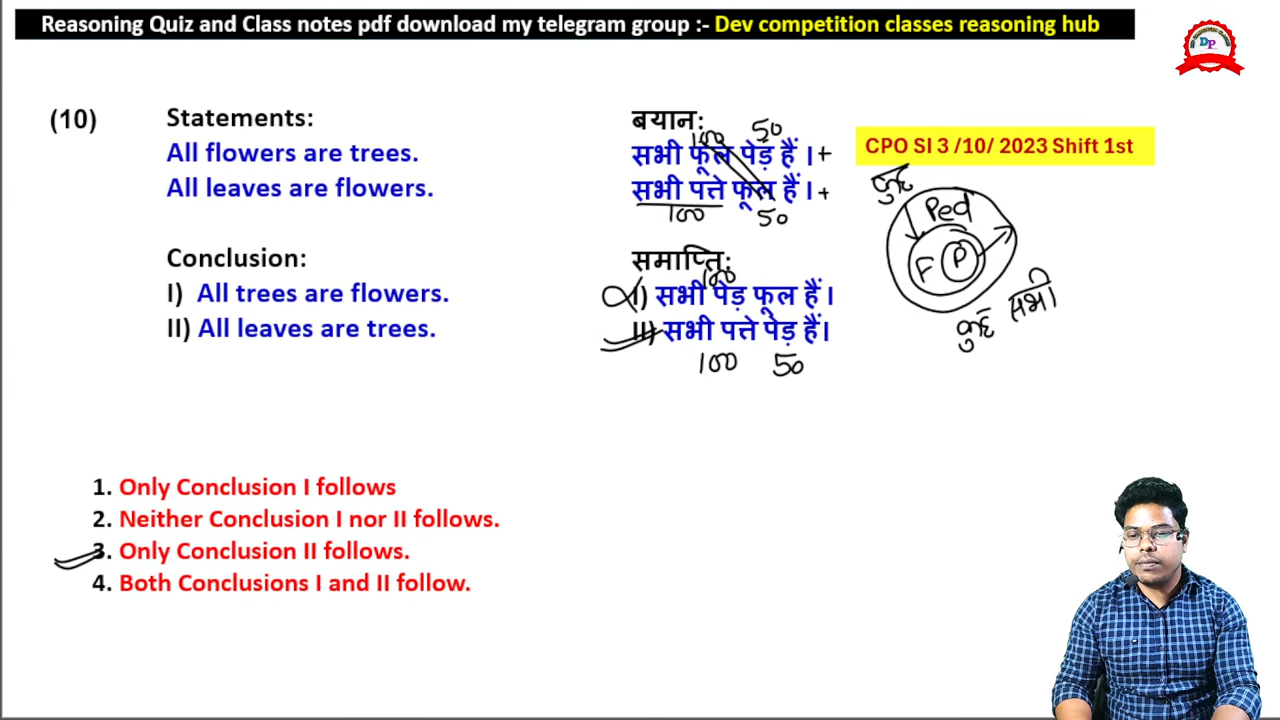 Reasoning Quiz and Class notes pdf download my telegram group :- Dev competition classes reasoning hub
DP
(10)
Statements:
All flowers are trees.
All leaves are flowers.
Conclusion:
I) All trees are flowers.
II) All leaves are trees.
बयान:
100 50
सभी फूल पेड़ हैं । +
सभी पत्ते फूल हैं । +
100 50
समाप्ति:
100
I) सभी पेड़ फूल हैं ।
II) सभी पत्ते पेड़ हैं।
100 50
CPO SI 3 /10/ 2023 Shift 1st
कुछ
Ped
F P
कुछ सभी
1. Only Conclusion I follows
2. Neither Conclusion I nor II follows.
3. Only Conclusion II follows.
4. Both Conclusions I and II follow.